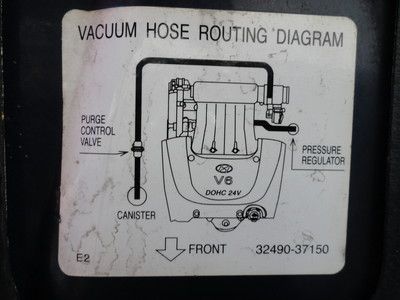 VACUUM HOSE ROUTING DIAGRAM
PURGE
CONTROL
VALVE
PRESSURE
REGULATOR
V6
DOHC 24V
CANISTER
E2
FRONT
32490-37150